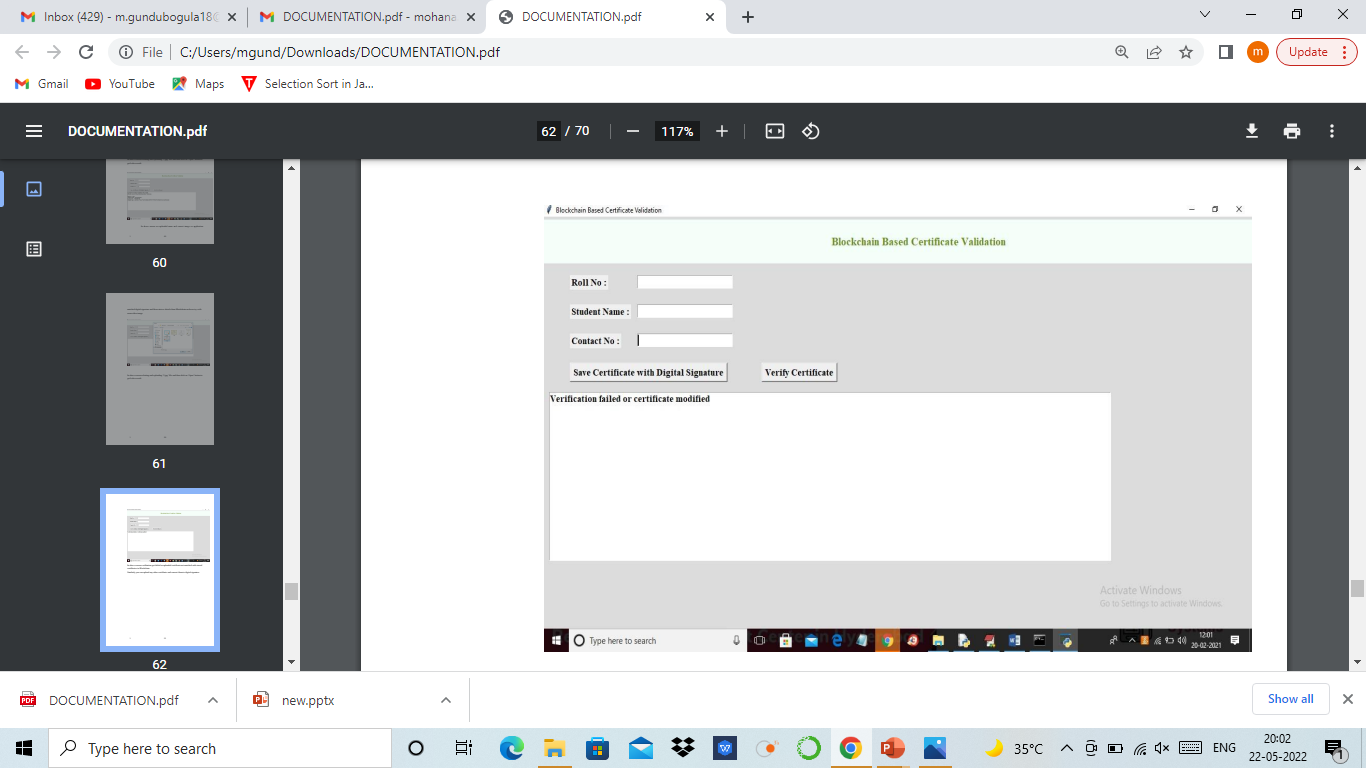 Inbox (429) - m.gundubogula18@
DOCUMENTATION.pdf - mohana
DOCUMENTATION.pdf
File
C:/Users/mgund/Downloads/DOCUMENTATION.pdf
m
Update
Gmail
YouTube
Maps
Selection Sort in Ja...
DOCUMENTATION.pdf
62 / 70
117%
60
61
62
Blockchain Based Certificate Validation
Blockchain Based Certificate Validation
Roll No :
Student Name :
Contact No :
Save Certificate with Digital Signature
Verify Certificate
Verification failed or certificate modified
Activate Windows
Go to Settings to activate Windows.
Type here to search
12:01
20-02-2021
DOCUMENTATION.pdf
new.pptx
Show all
Type here to search
35°C
ENG
20:02
22-05-2022
1